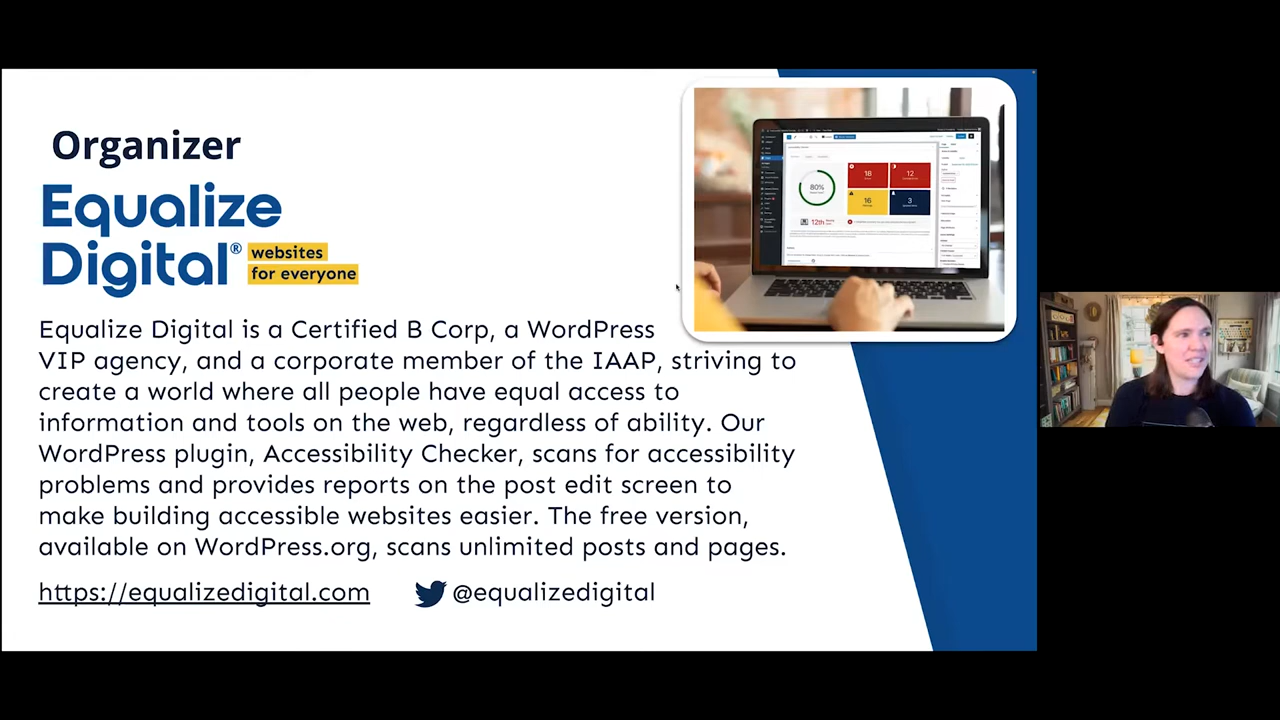 Organizer
Equalize
Digital®
websites
for everyone
80%
18
12
16
3
12th
Equalize Digital is a Certified B Corp, a WordPress
VIP agency, and a corporate member of the IAAP, striving to
create a world where all people have equal access to
information and tools on the web, regardless of ability. Our
WordPress plugin, Accessibility Checker, scans for accessibility
problems and provides reports on the post edit screen to
make building accessible websites easier. The free version,
available on WordPress.org, scans unlimited posts and pages.
https://equalizedigital.com
@equalizedigital